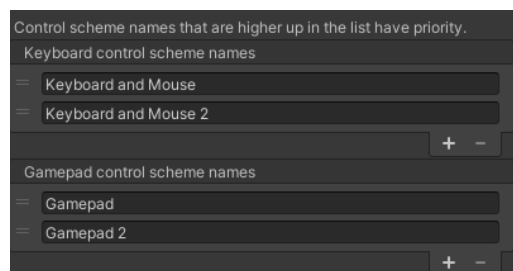 Control scheme names that are higher up in the list have priority.
Keyboard control scheme names
Keyboard and Mouse
Keyboard and Mouse 2
+ −
Gamepad control scheme names
Gamepad
Gamepad 2
+ −